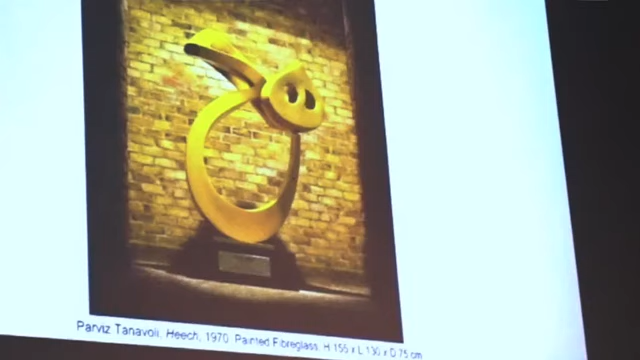 Parviz Tanavoli, Heech, 1970. Painted Fibreglass. H 155 x L 130 x D 75 cm